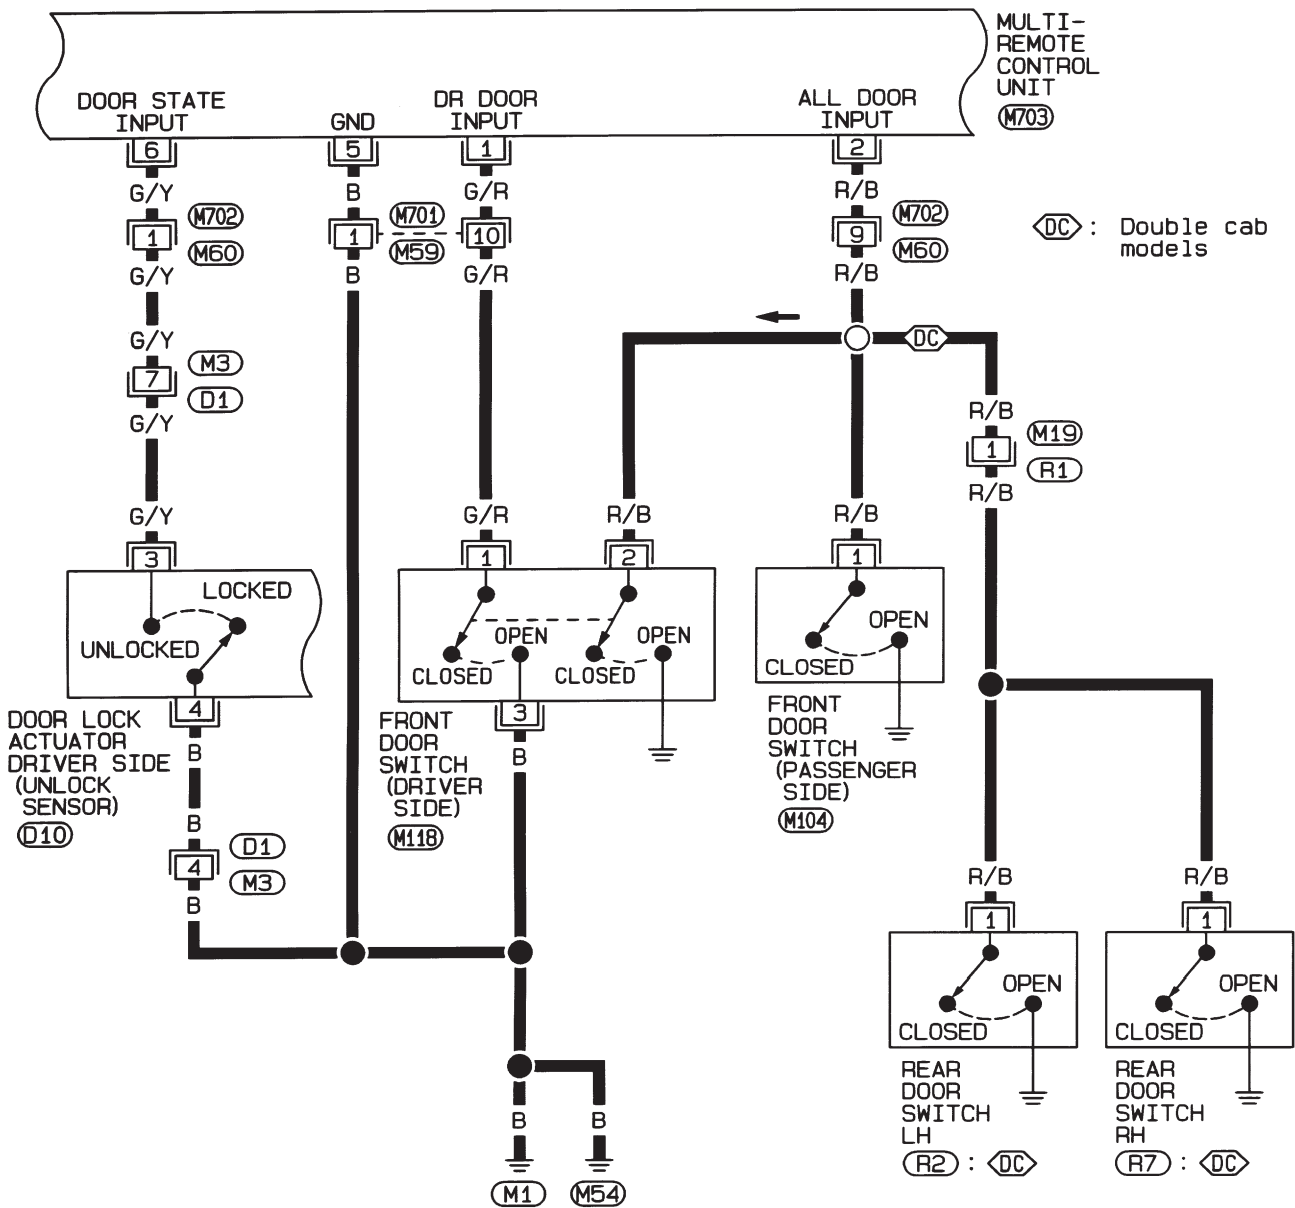 MULTI-
REMOTE
CONTROL
UNIT
M703
DOOR STATE
INPUT
GND
DR DOOR
INPUT
ALL DOOR
INPUT
6
5
1
2
G/Y
B
G/R
R/B
1
M702
M60
1
M701
M59
10
9
M702
M60
DC : Double cab
models
G/Y
B
G/R
R/B
G/Y
7
M3
D1
G/Y
DC
R/B
1
M19
R1
R/B
G/Y
G/R
R/B
R/B
3
1
2
1
LOCKED
UNLOCKED
4
OPEN
CLOSED
OPEN
CLOSED
3
OPEN
CLOSED
DOOR LOCK
ACTUATOR
DRIVER SIDE
(UNLOCK
SENSOR)
D10
B
B
4
D1
M3
B
FRONT
DOOR
SWITCH
(DRIVER
SIDE)
M118
B
FRONT
DOOR
SWITCH
(PASSENGER
SIDE)
M104
R/B
R/B
1
1
OPEN
CLOSED
OPEN
CLOSED
REAR
DOOR
SWITCH
LH
R2 : DC
REAR
DOOR
SWITCH
RH
R7 : DC
B
B
M1
M54